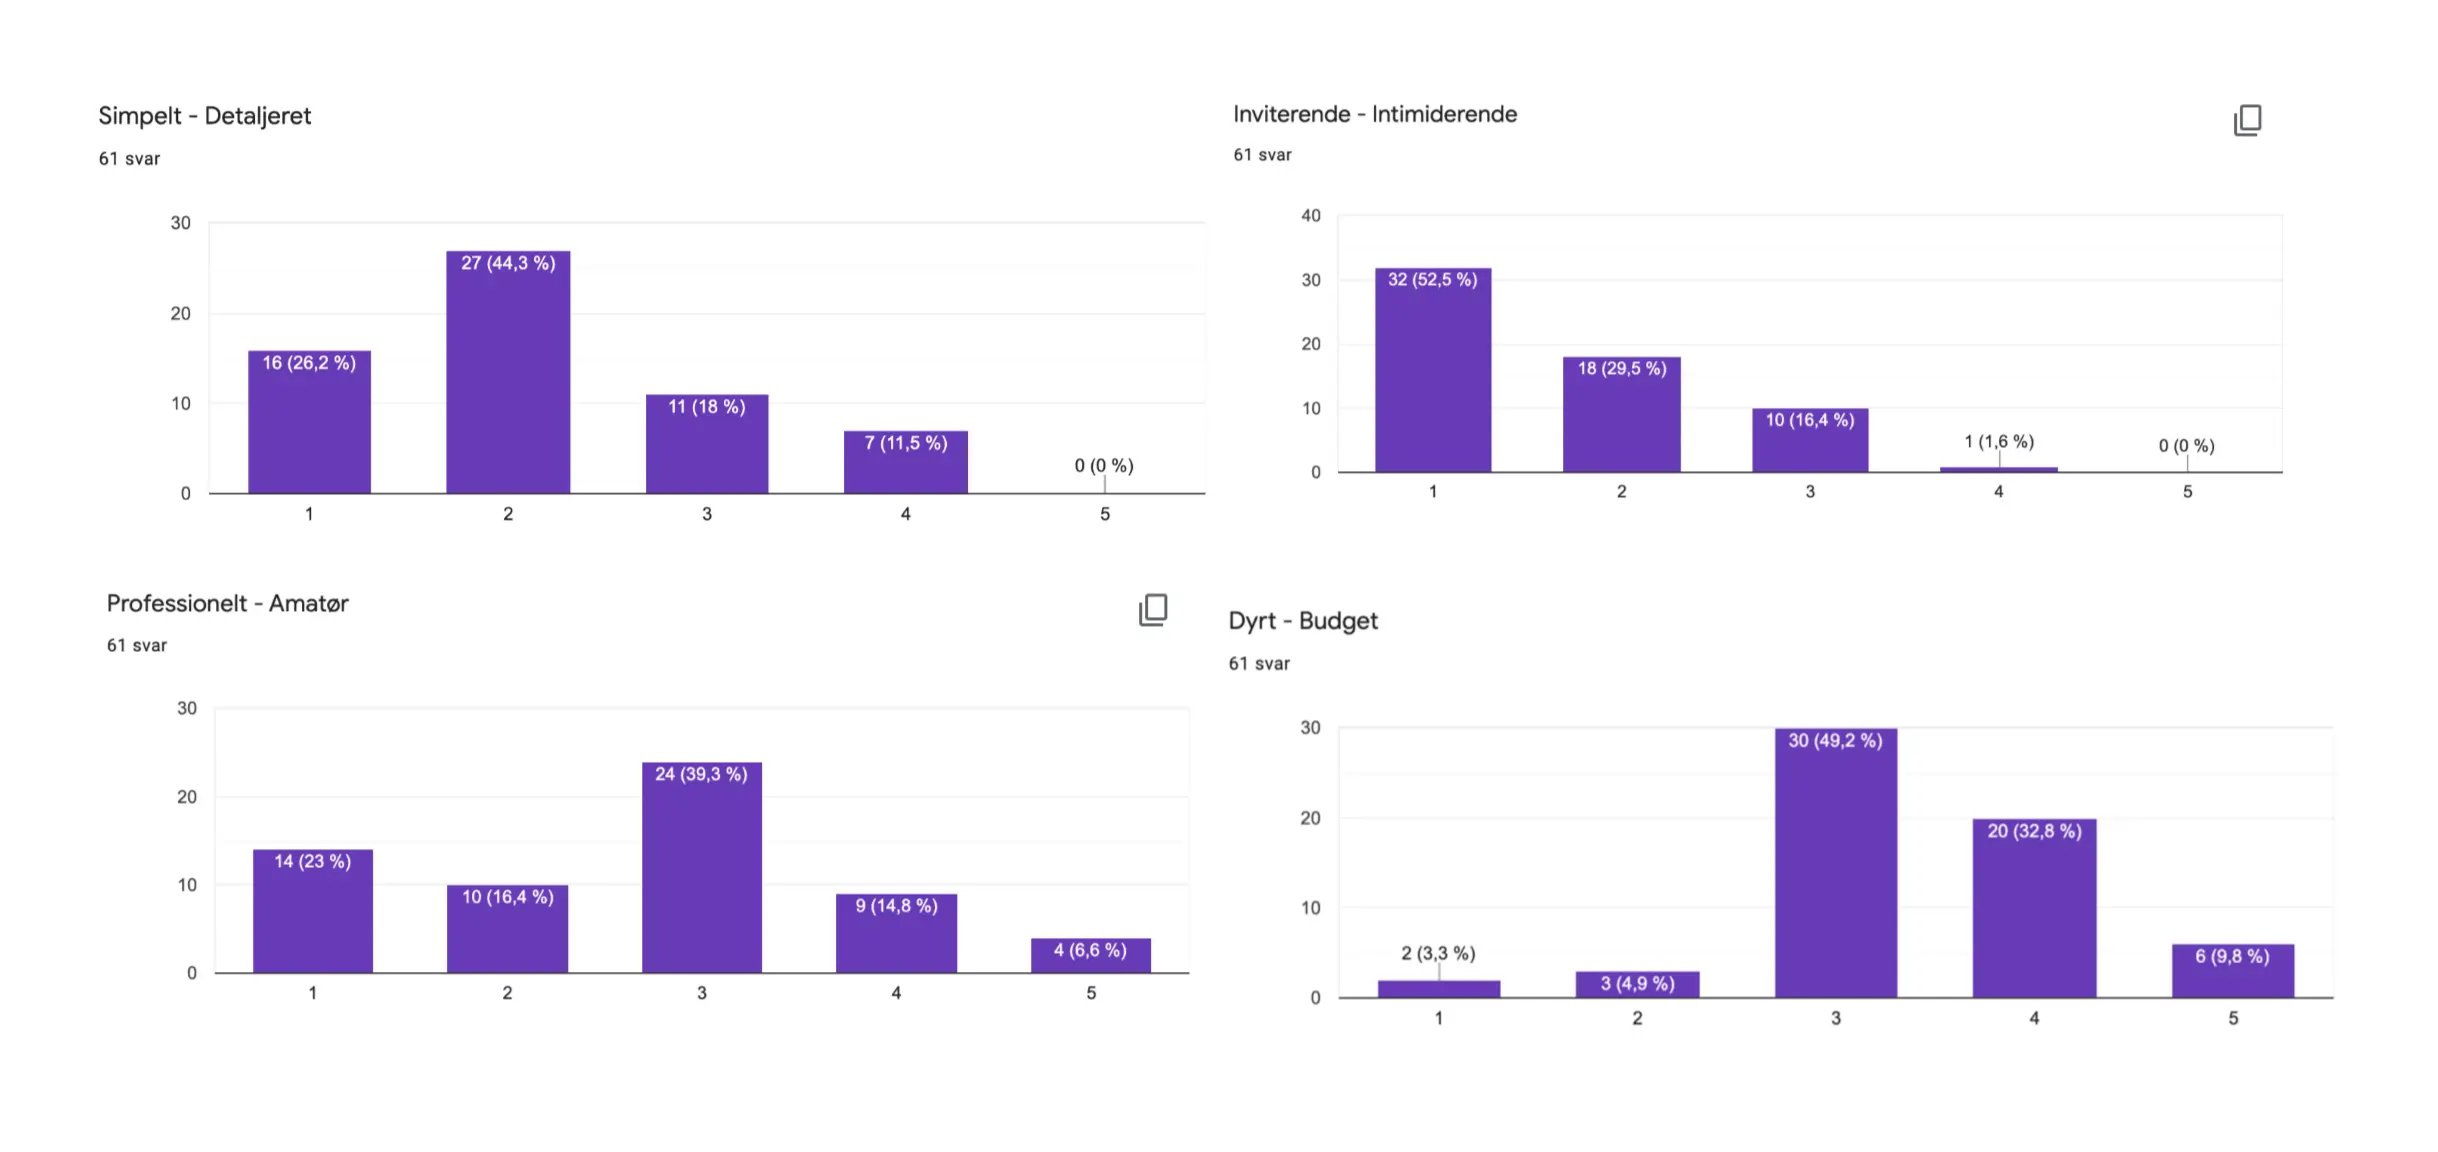 Simpelt - Detaljeret
61 svar
30
20
10
0
16 (26,2 %)
27 (44,3 %)
11 (18 %)
7 (11,5 %)
0 (0 %)
1 2 3 4 5
Inviterende - Intimiderende
61 svar
40
30
20
10
0
32 (52,5 %)
18 (29,5 %)
10 (16,4 %)
1 (1,6 %)
0 (0 %)
1 2 3 4 5
Professionelt - Amatør
61 svar
30
20
10
0
14 (23 %)
10 (16,4 %)
24 (39,3 %)
9 (14,8 %)
4 (6,6 %)
1 2 3 4 5
Dyrt - Budget
61 svar
30
20
10
0
2 (3,3 %)
3 (4,9 %)
30 (49,2 %)
20 (32,8 %)
6 (9,8 %)
1 2 3 4 5